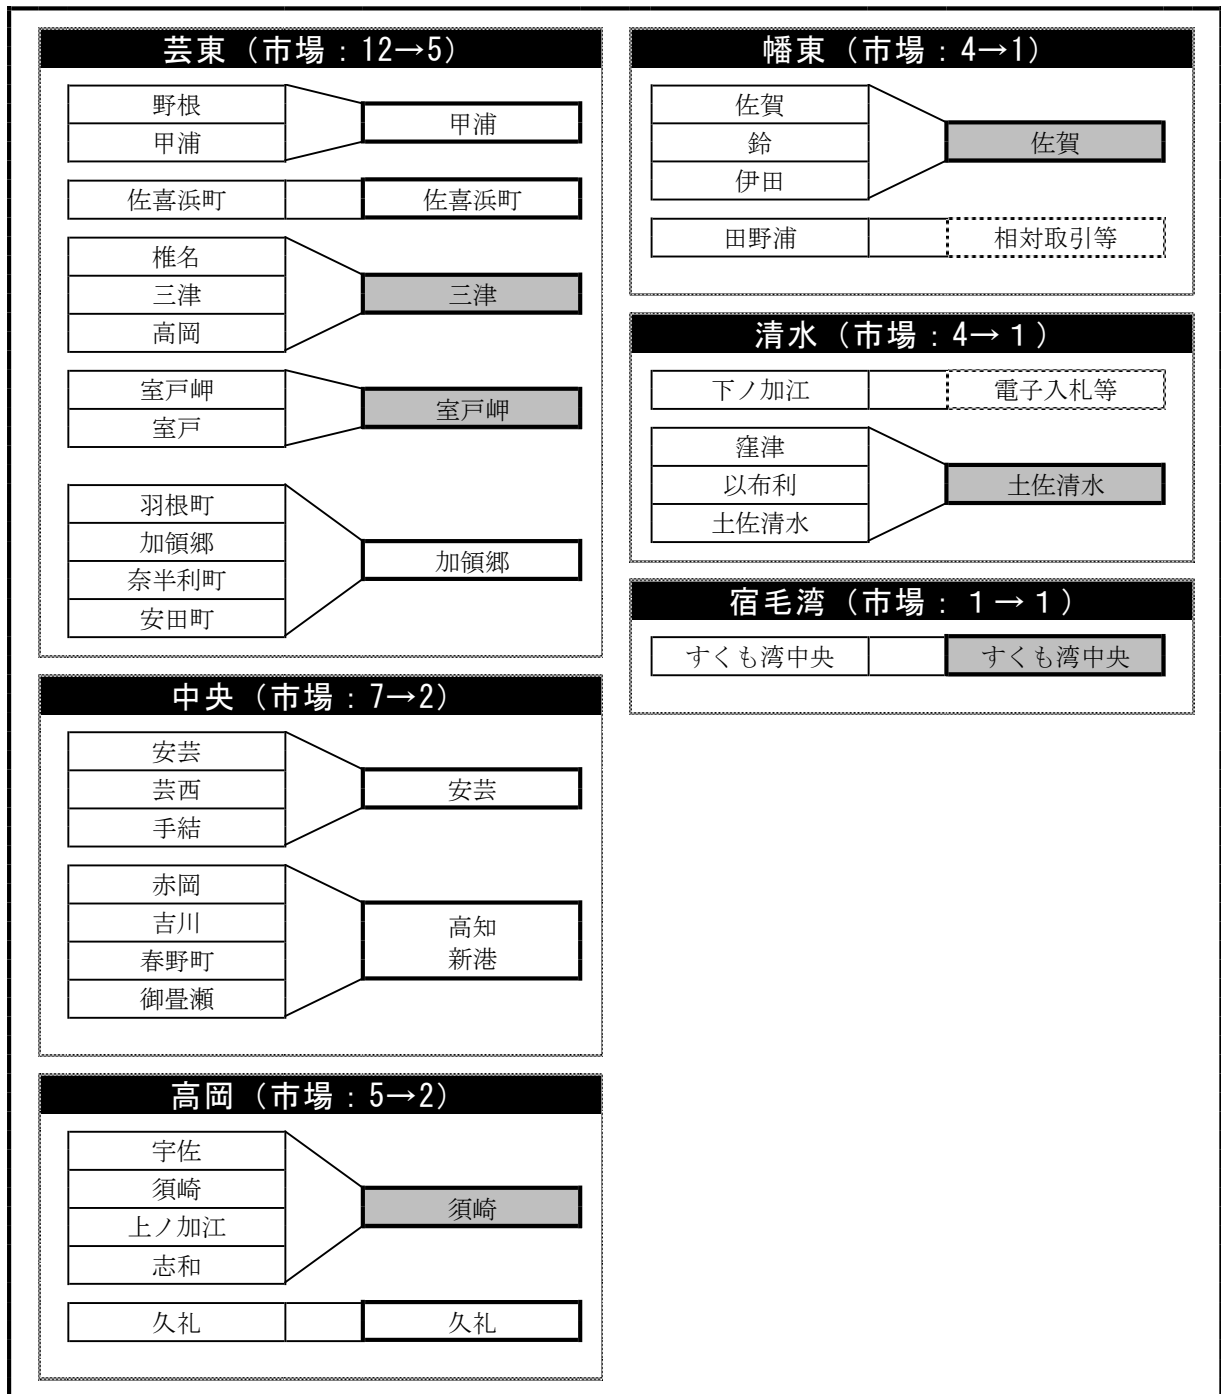 芸東（市場：12→5）
野根
甲浦
甲浦
佐喜浜町
佐喜浜町
椎名
三津
高岡
三津
室戸岬
室戸
室戸岬
羽根町
加領郷
奈半利町
安田町
加領郷
中央（市場：7→2）
安芸
芸西
手結
安芸
赤岡
吉川
春野町
御畳瀬
高知
新港
高岡（市場：5→2）
宇佐
須崎
上ノ加江
志和
須崎
久礼
久礼
幡東（市場：4→1）
佐賀
鈴
伊田
佐賀
田野浦
相対取引等
清水（市場：4→１）
下ノ加江
電子入札等
窪津
以布利
土佐清水
土佐清水
宿毛湾（市場：１→１）
すくも湾中央
すくも湾中央